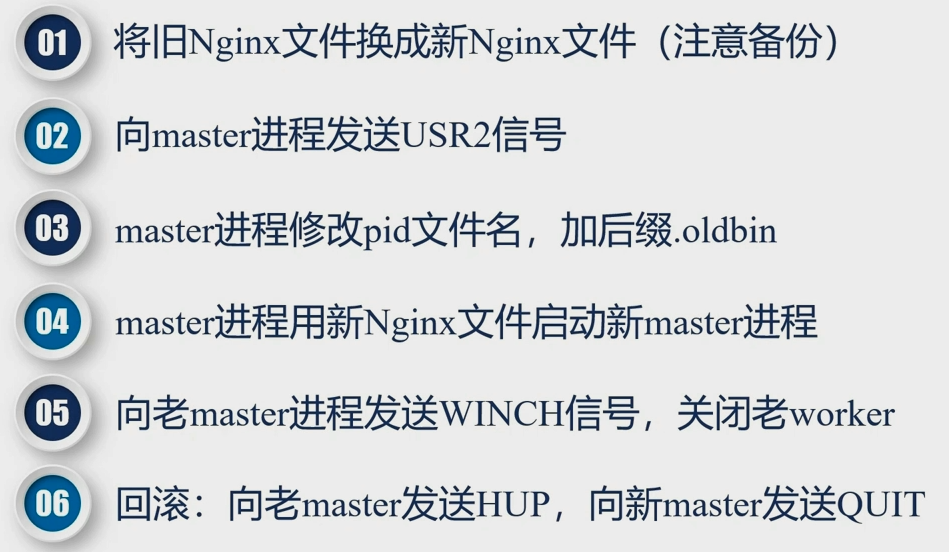 01 将旧Nginx文件换成新Nginx文件（注意备份）
02 向master进程发送USR2信号
03 master进程修改pid文件名，加后缀.oldbin
04 master进程用新Nginx文件启动新master进程
05 向老master进程发送WINCH信号，关闭老worker
06 回滚：向老master发送HUP，向新master发送QUIT